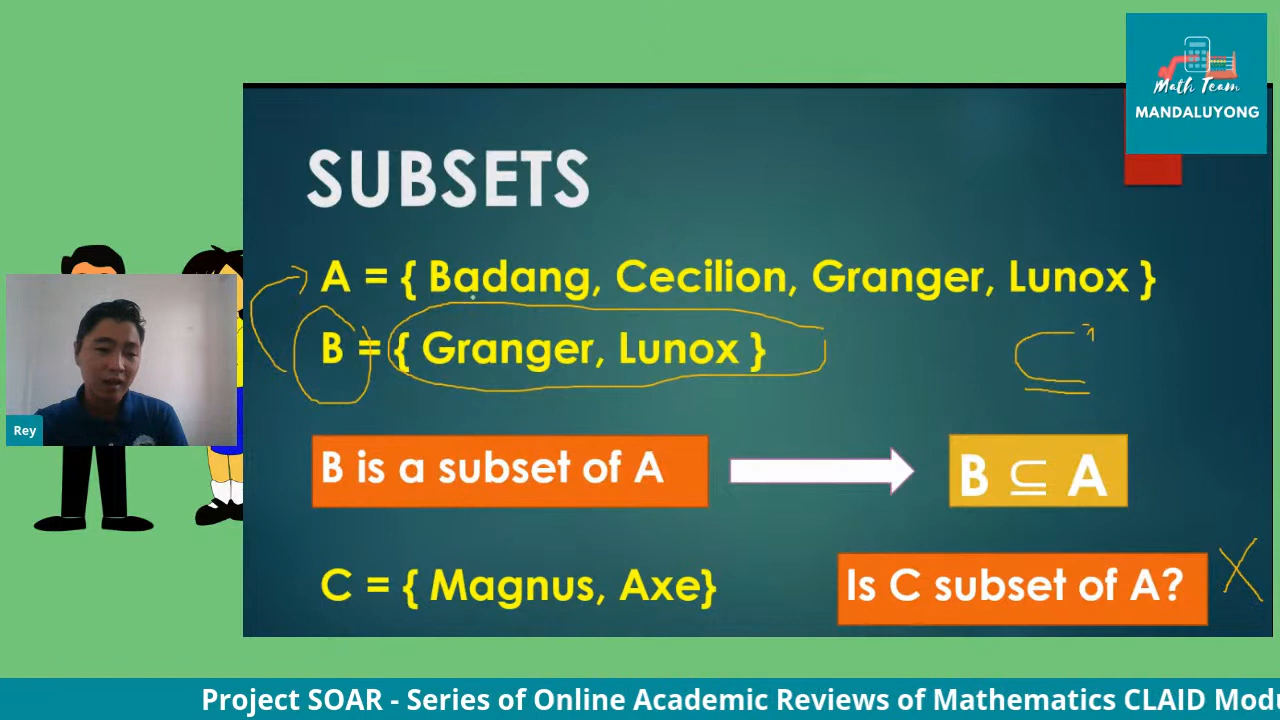 Math Team
MANDALUYONG
SUBSETS
A = { Badang, Cecilion, Granger, Lunox }
B = { Granger, Lunox }
⊆
B is a subset of A
B ⊆ A
C = { Magnus, Axe}
Is C subset of A?
X
Rey
Project SOAR - Series of Online Academic Reviews of Mathematics CLAID Modu